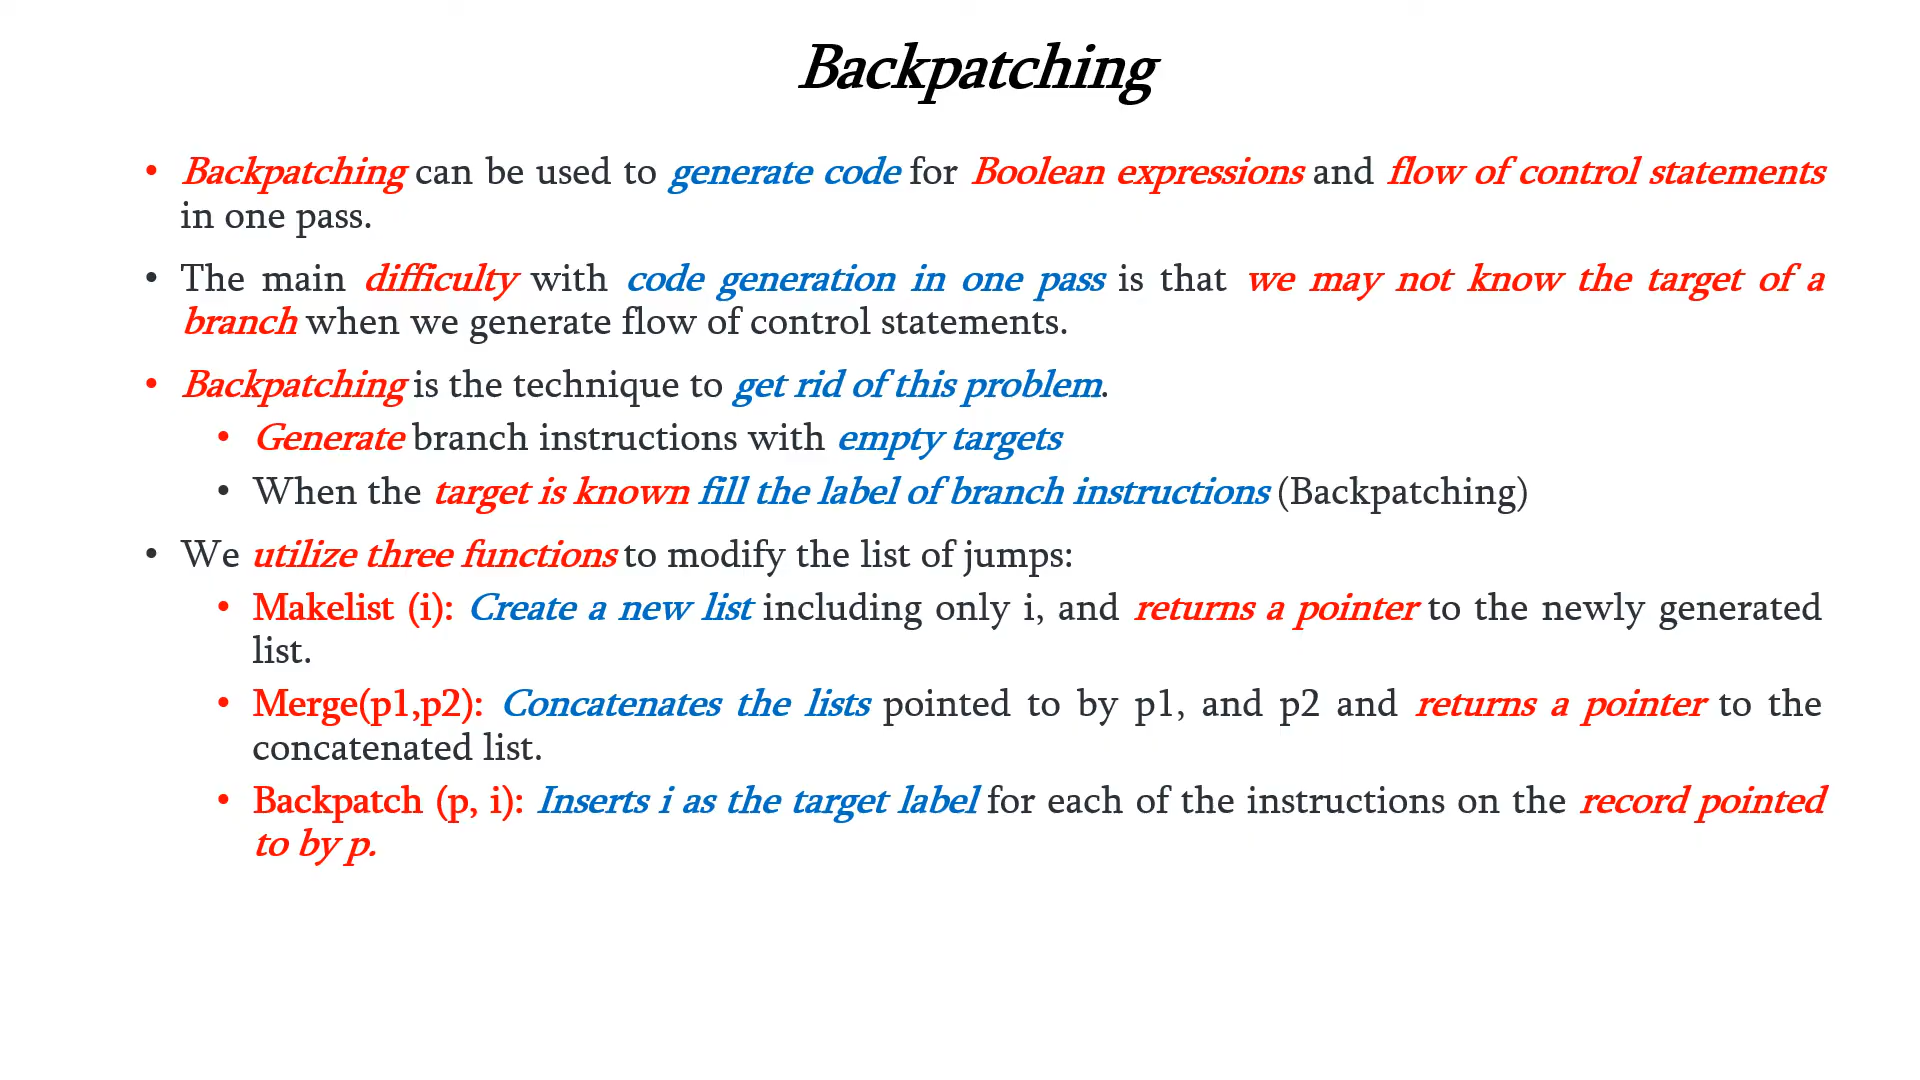 Backpatching
• Backpatching can be used to generate code for Boolean expressions and flow of control statements
in one pass.
• The main difficulty with code generation in one pass is that we may not know the target of a
branch when we generate flow of control statements.
• Backpatching is the technique to get rid of this problem.
• Generate branch instructions with empty targets
• When the target is known fill the label of branch instructions (Backpatching)
• We utilize three functions to modify the list of jumps:
• Makelist (i): Create a new list including only i, and returns a pointer to the newly generated
list.
• Merge(p1,p2): Concatenates the lists pointed to by p1, and p2 and returns a pointer to the
concatenated list.
• Backpatch (p, i): Inserts i as the target label for each of the instructions on the record pointed
to by p.